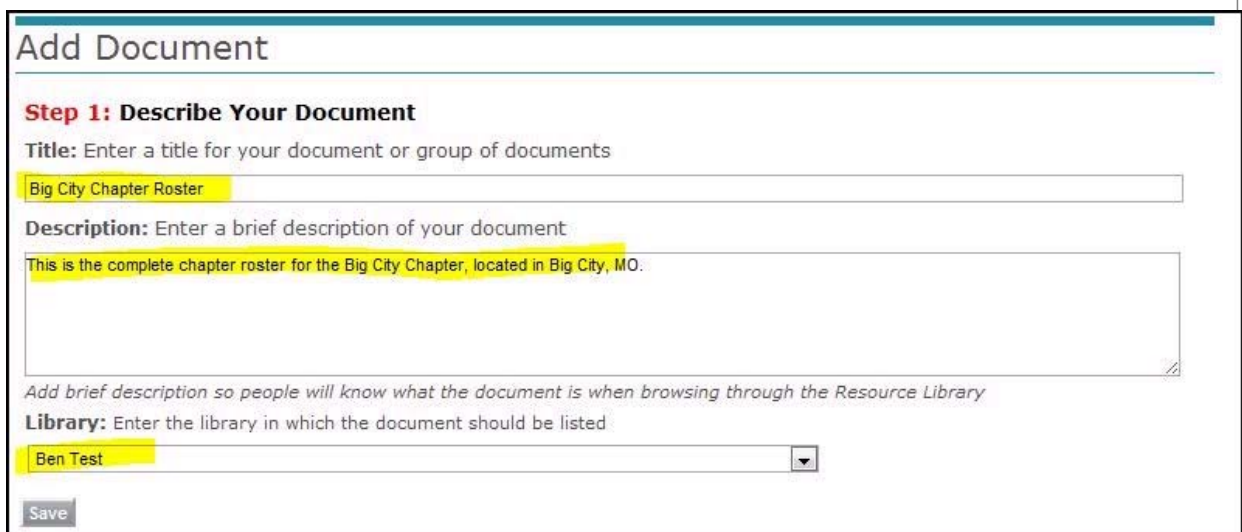 Add Document
Step 1: Describe Your Document
Title: Enter a title for your document or group of documents
Big City Chapter Roster
Description: Enter a brief description of your document
This is the complete chapter roster for the Big City Chapter, located in Big City, MO.
Add brief description so people will know what the document is when browsing through the Resource Library
Library: Enter the library in which the document should be listed
Ben Test
Save